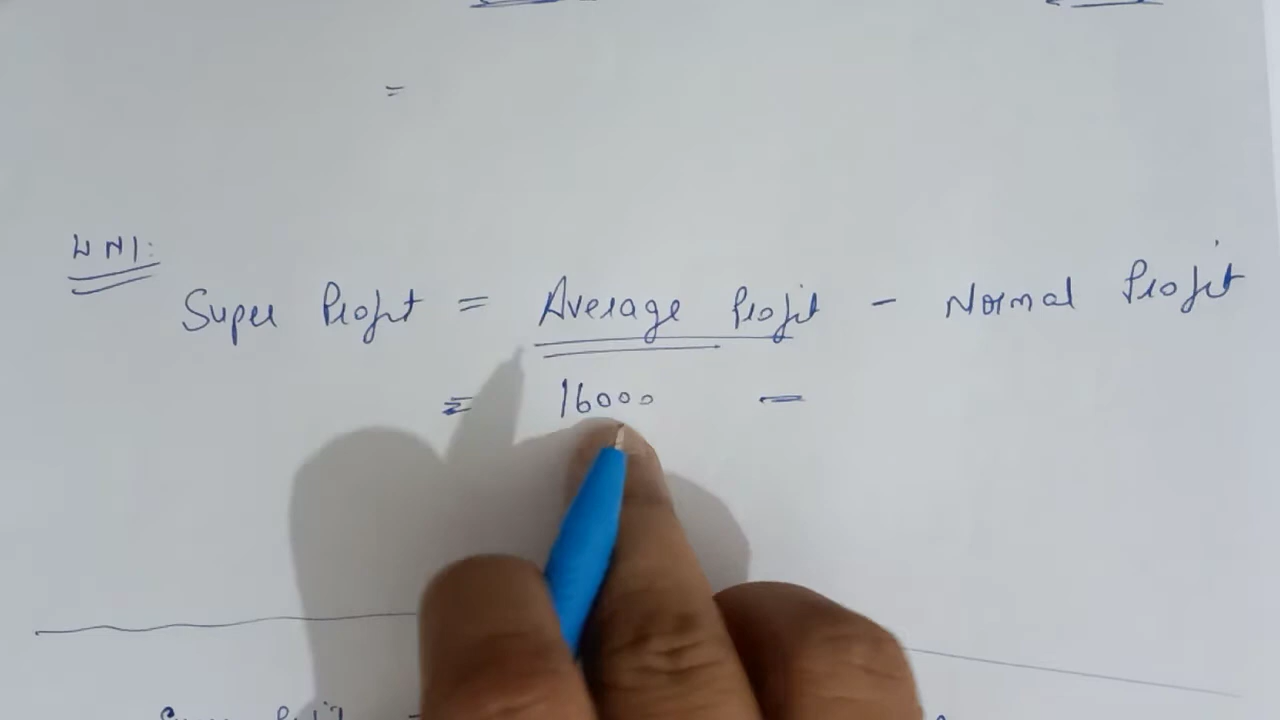 =
WN1:
Super Profit = Average Profit - Normal Profit
= 16000 -